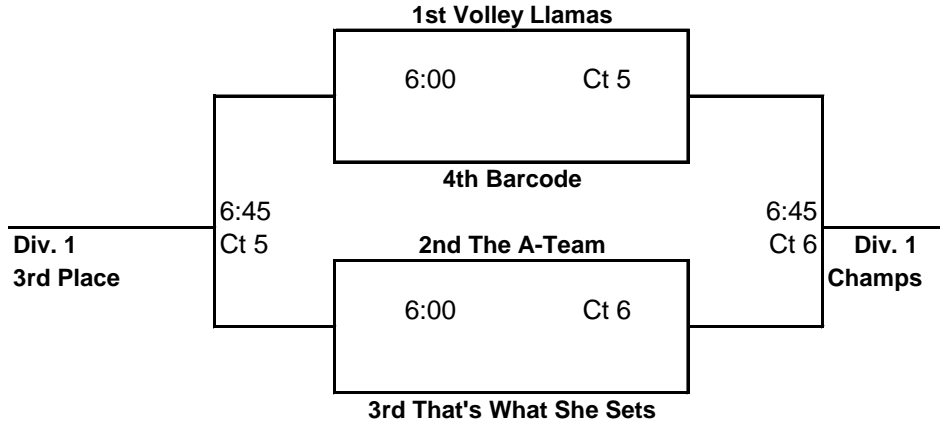 1st Volley Llamas
6:00 Ct 5
4th Barcode
6:45 6:45
Div. 1 Ct 5 2nd The A-Team Ct 6 Div. 1
3rd Place Champs
6:00 Ct 6
3rd That's What She Sets